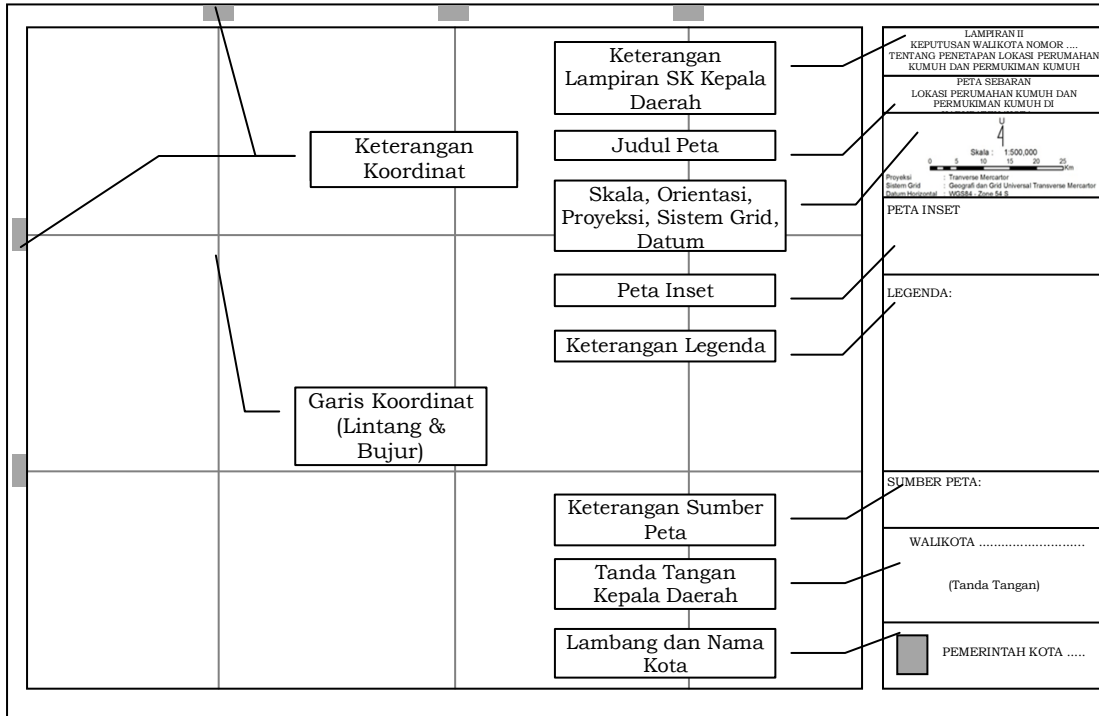 Keterangan
Koordinat
Garis Koordinat
(Lintang &
Bujur)
Keterangan
Lampiran SK Kepala
Daerah
Judul Peta
Skala, Orientasi,
Proyeksi, Sistem Grid,
Datum
Peta Inset
Keterangan Legenda
Keterangan Sumber
Peta
Tanda Tangan
Kepala Daerah
Lambang dan Nama
Kota
LAMPIRAN II
KEPUTUSAN WALIKOTA NOMOR ....
TENTANG PENETAPAN LOKASI PERUMAHAN
KUMUH DAN PERMUKIMAN KUMUH
PETA SEBARAN
LOKASI PERUMAHAN KUMUH DAN
PERMUKIMAN KUMUH DI
U
Skala : 1:500,000
0 5 10 15 20 25
Km
Proyeksi : Tranverse Mercartor
Sistem Grid : Geografi dan Grid Universal Transverse Mercartor
Datum Horizontal : WGS84 - Zone 54 S
PETA INSET
LEGENDA:
SUMBER PETA:
WALIKOTA ...........................
(Tanda Tangan)
PEMERINTAH KOTA .....